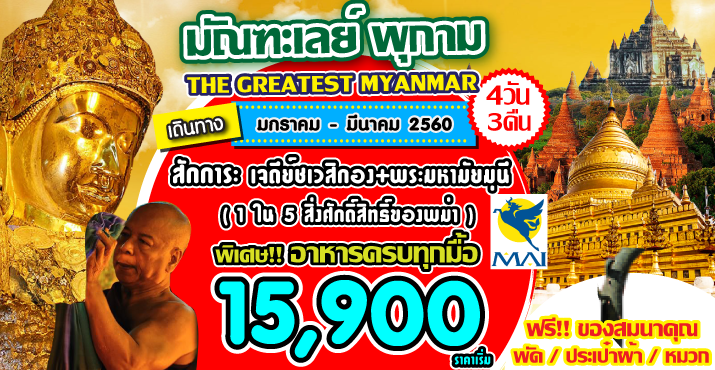 มัณฑะเลย์ พุกาม
THE GREATEST MYANMAR
4วัน
3คืน
เดินทาง
มกราคม - มีนาคม 2560
สักการะ เจดีย์ชเวสิกอง+พระมหามัยมุนี
( 1 ใน 5 สิ่งศักดิ์สิทธิ์ของพม่า )
MAI
พิเศษ!! อาหารครบทุกมื้อ
15,900
ราคาเริ่ม
ฟรี!! ของสมนาคุณ
พัด / ประเป๋าผ้า / หมวก